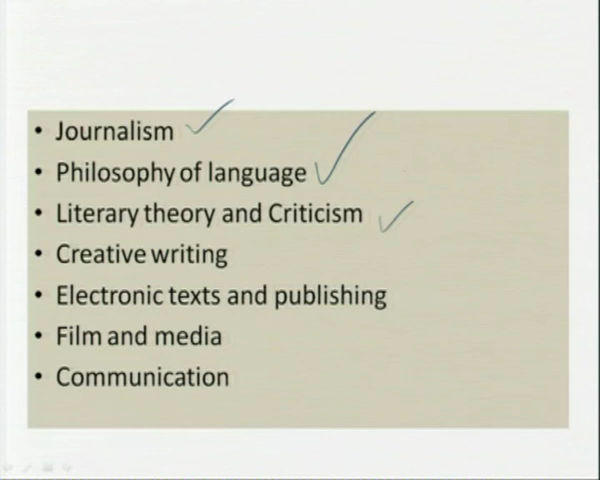 • Journalism
• Philosophy of language
• Literary theory and Criticism
• Creative writing
• Electronic texts and publishing
• Film and media
• Communication